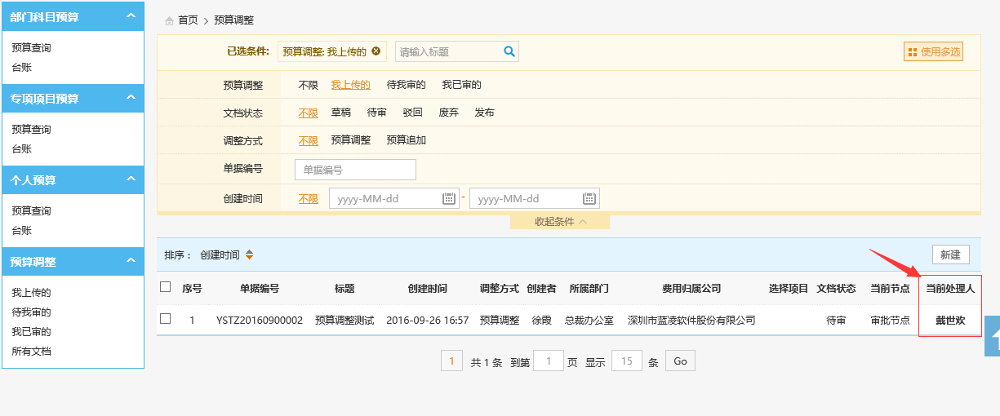 部门科目预算
预算查询
台账
专项项目预算
预算查询
台账
个人预算
预算查询
台账
预算调整
我上传的
待我审的
我已审的
所有文档
首页 > 预算调整
已选条件: 预算调整: 我上传的 请输入标题 使用多选
预算调整 不限 我上传的 待我审的 我已审的
文档状态 不限 草稿 待审 驳回 废弃 发布
调整方式 不限 预算调整 预算追加
单据编号 单据编号
创建时间 不限 yyyy-MM-dd - yyyy-MM-dd
收起条件
排序： 创建时间 新建
序号 单据编号 标题 创建时间 调整方式 创建者 所属部门 费用归属公司 选择项目 文档状态 当前节点 当前处理人
1 YSTZ20160900002 预算调整测试 2016-09-26 16:57 预算调整 徐霞 总裁办公室 深圳市蓝凌软件股份有限公司 待审 审批节点 戴世欢
1 共 1 条 到第 1 页 显示 15 条 Go